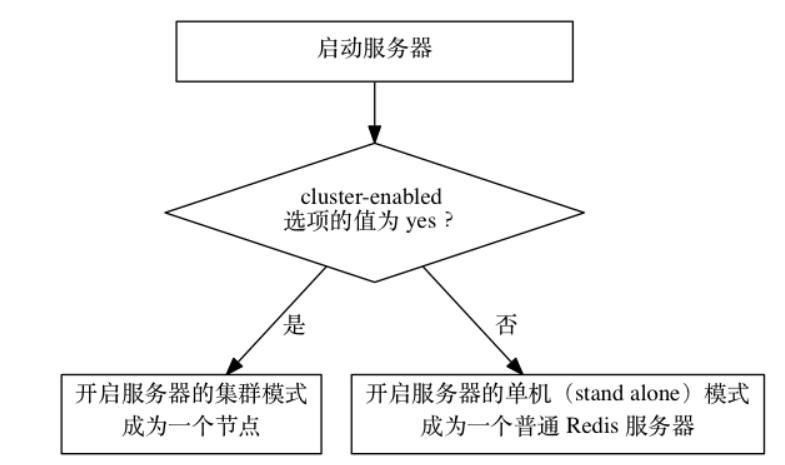 启动服务器
cluster-enabled
选项的值为 yes ?
是
否
开启服务器的集群模式
成为一个节点
开启服务器的单机（stand alone）模式
成为一个普通 Redis 服务器